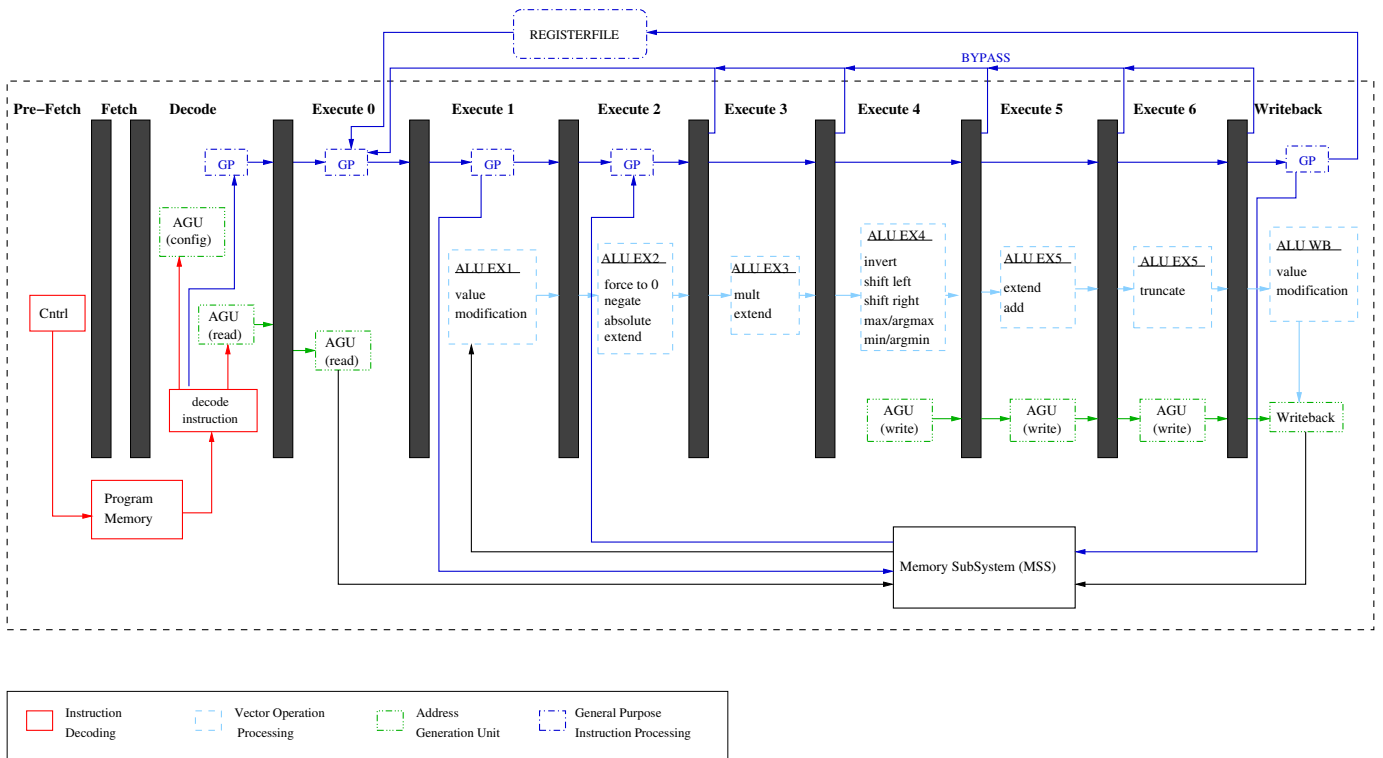 REGISTERFILE
BYPASS
Pre−Fetch
Fetch
Decode
Execute 0
Execute 1
Execute 2
Execute 3
Execute 4
Execute 5
Execute 6
Writeback
GP
GP
GP
GP
GP
AGU
(config)
Cntrl
AGU
(read)
AGU
(read)
decode
instruction
Program
Memory
ALU EX1
value
modification
ALU EX2
force to 0
negate
absolute
extend
ALU EX3
mult
extend
ALU EX4
invert
shift left
shift right
max/argmax
min/argmin
ALU EX5
extend
add
ALU EX5
truncate
ALU WB
value
modification
AGU
(write)
AGU
(write)
AGU
(write)
Writeback
Memory SubSystem (MSS)
Instruction
Decoding
Vector Operation
Processing
Address
Generation Unit
General Purpose
Instruction Processing